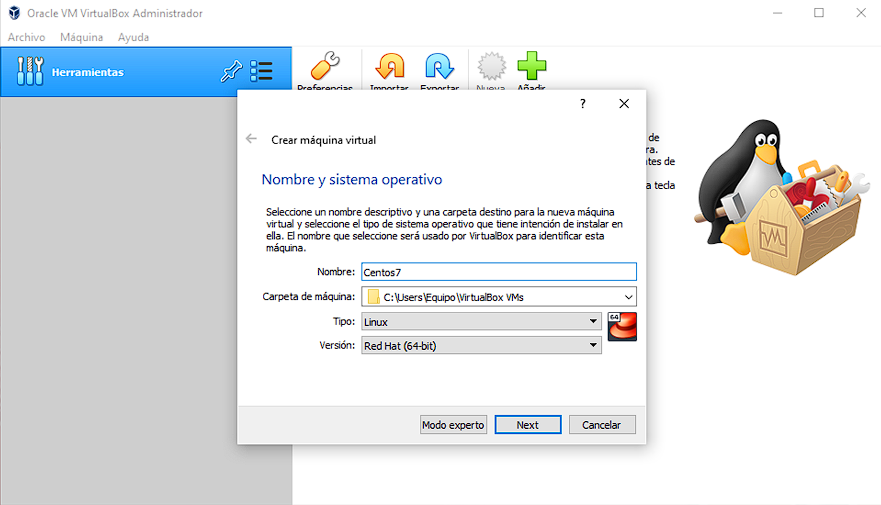 Oracle VM VirtualBox Administrador
Archivo Máquina Ayuda
Herramientas
Preferencias Importar Exportar Nueva Añadir
de
ra.
tes de
a tecla
Crear máquina virtual
Nombre y sistema operativo
Seleccione un nombre descriptivo y una carpeta destino para la nueva máquina
virtual y seleccione el tipo de sistema operativo que tiene intención de instalar en
ella. El nombre que seleccione será usado por VirtualBox para identificar esta
máquina.
Nombre: Centos7
Carpeta de máquina: C:\Users\Equipo\VirtualBox VMs
Tipo: Linux
64
Versión: Red Hat (64-bit)
Modo experto Next Cancelar